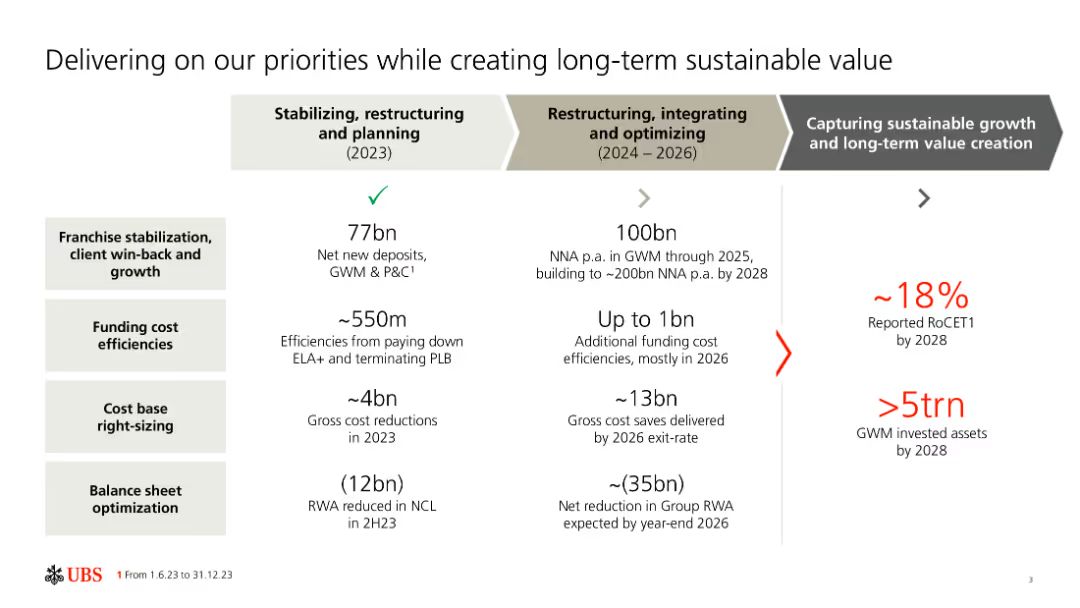 Delivering on our priorities while creating long-term sustainable value
Stabilizing, restructuring
and planning
(2023)
Restructuring, integrating
and optimizing
(2024 – 2026)
Capturing sustainable growth
and long-term value creation
Franchise stabilization,
client win-back and
growth
77bn
Net new deposits,
GWM & P&C¹
100bn
NNA p.a. in GWM through 2025,
building to ~200bn NNA p.a. by 2028
Funding cost
efficiencies
~550m
Efficiencies from paying down
ELA+ and terminating PLB
Up to 1bn
Additional funding cost
efficiencies, mostly in 2026
Cost base
right-sizing
~4bn
Gross cost reductions
in 2023
~13bn
Gross cost saves delivered
by 2026 exit-rate
Balance sheet
optimization
(12bn)
RWA reduced in NCL
in 2H23
~(35bn)
Net reduction in Group RWA
expected by year-end 2026
~18%
Reported RoCET1
by 2028
>5trn
GWM invested assets
by 2028
UBS
1 From 1.6.23 to 31.12.23
3